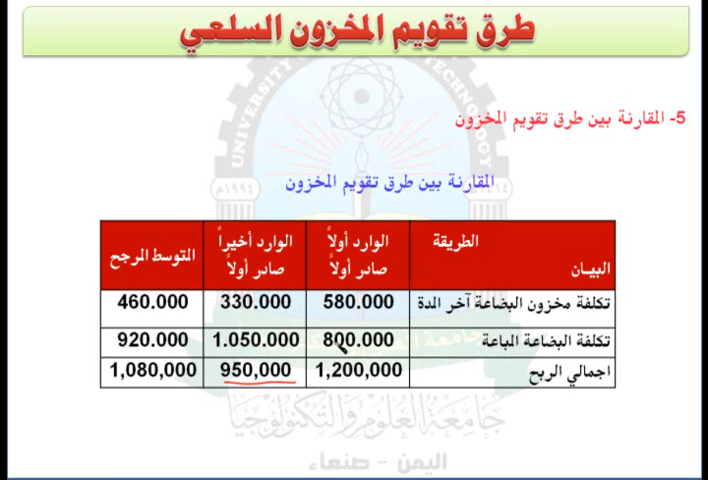 طرق تقويم المخزون السلعي
5- المقارنة بين طرق تقويم المخزون
المقارنة بين طرق تقويم المخزون
الطريقة
البيـان
الوارد أولاً
صادر أولاً
الوارد أخيراً
صادر أولاً
المتوسط المرجح
تكلفة مخزون البضاعة آخر المدة 580.000 330.000 460.000
تكلفة البضاعة المباعة 800.000 1.050.000 920.000
اجمالي الربح 1,200,000 950,000 1,080,000
جامعة العلوم والتكنولوجيا
اليمن - صنعاء